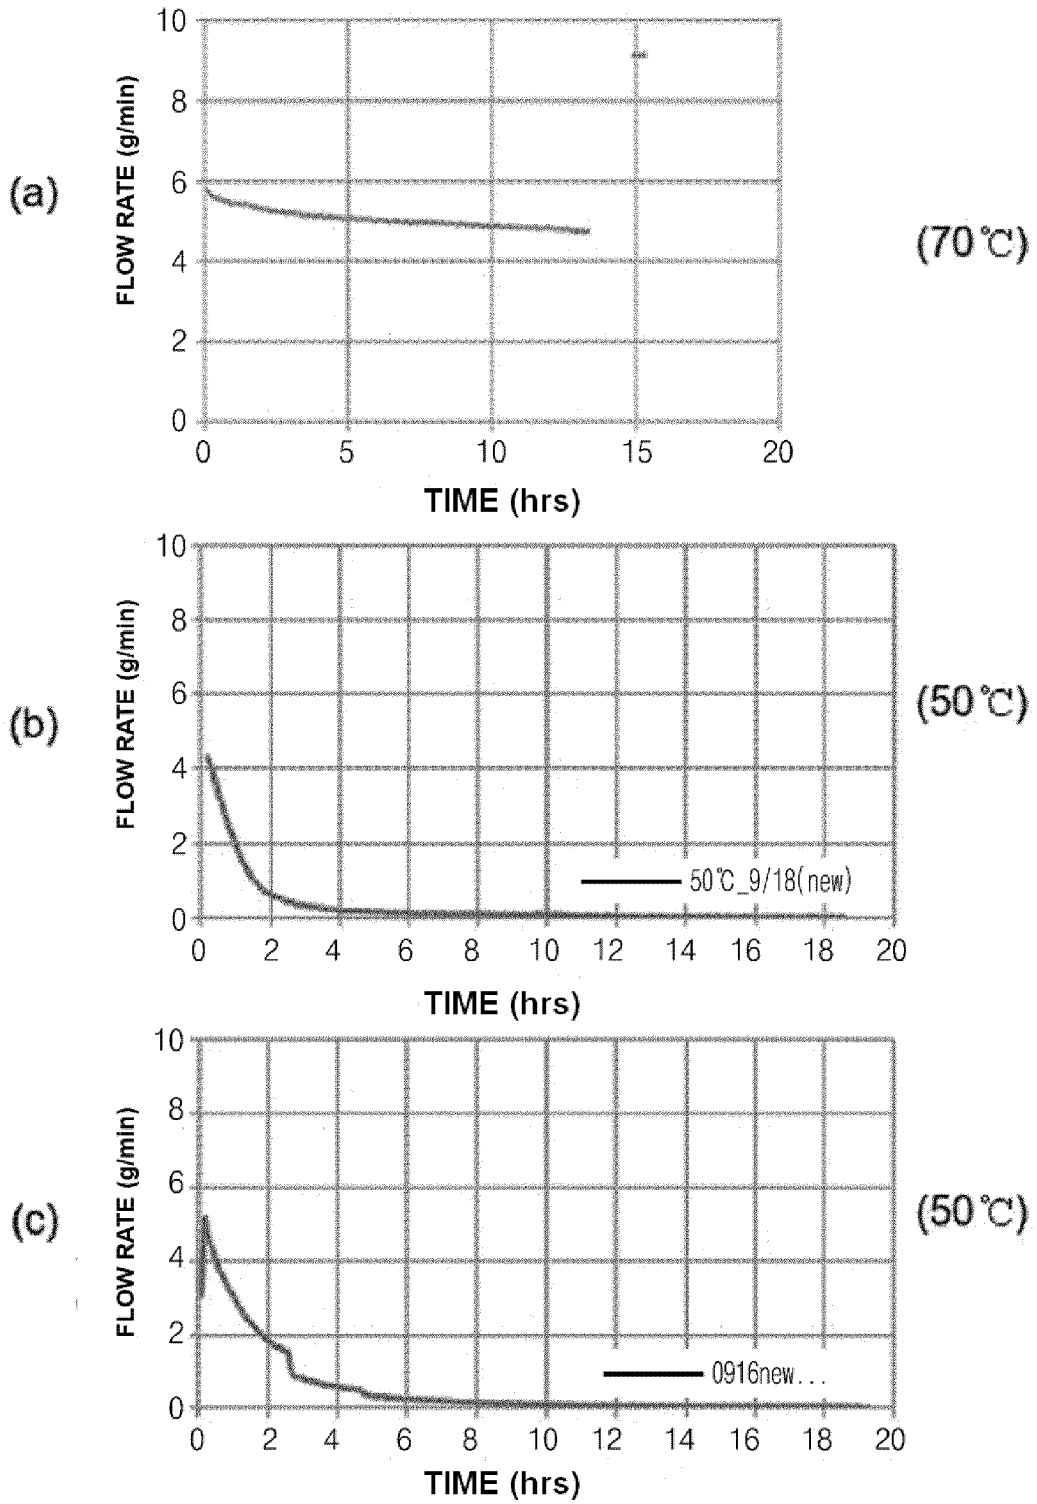 (a)
FLOW RATE (g/min)
10
8
6
4
2
0
0 5 10 15 20
TIME (hrs)
(70℃)
(b)
FLOW RATE (g/min)
10
8
6
4
2
0
50℃_9/18(new)
0 2 4 6 8 10 12 14 16 18 20
TIME (hrs)
(50℃)
(c)
FLOW RATE (g/min)
10
8
6
4
2
0
0916new...
0 2 4 6 8 10 12 14 16 18 20
TIME (hrs)
(50℃)